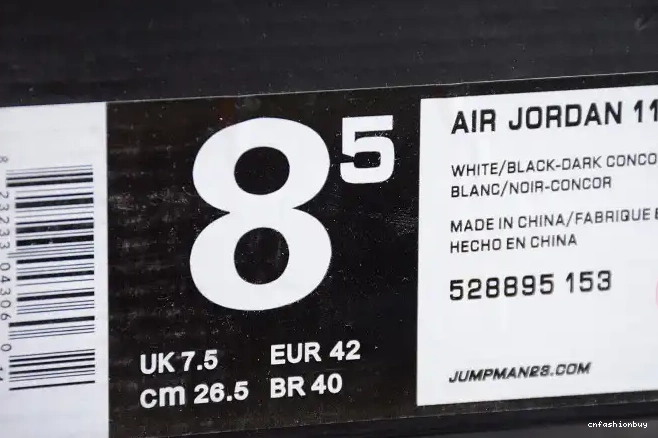 8 5
UK 7.5 EUR 42
cm 26.5 BR 40
AIR JORDAN 11
WHITE/BLACK-DARK CONCO
BLANC/NOIR-CONCOR
MADE IN CHINA/FABRIQUE
HECHO EN CHINA
528895 153
JUMPMAN23.COM
cnfashionbuy